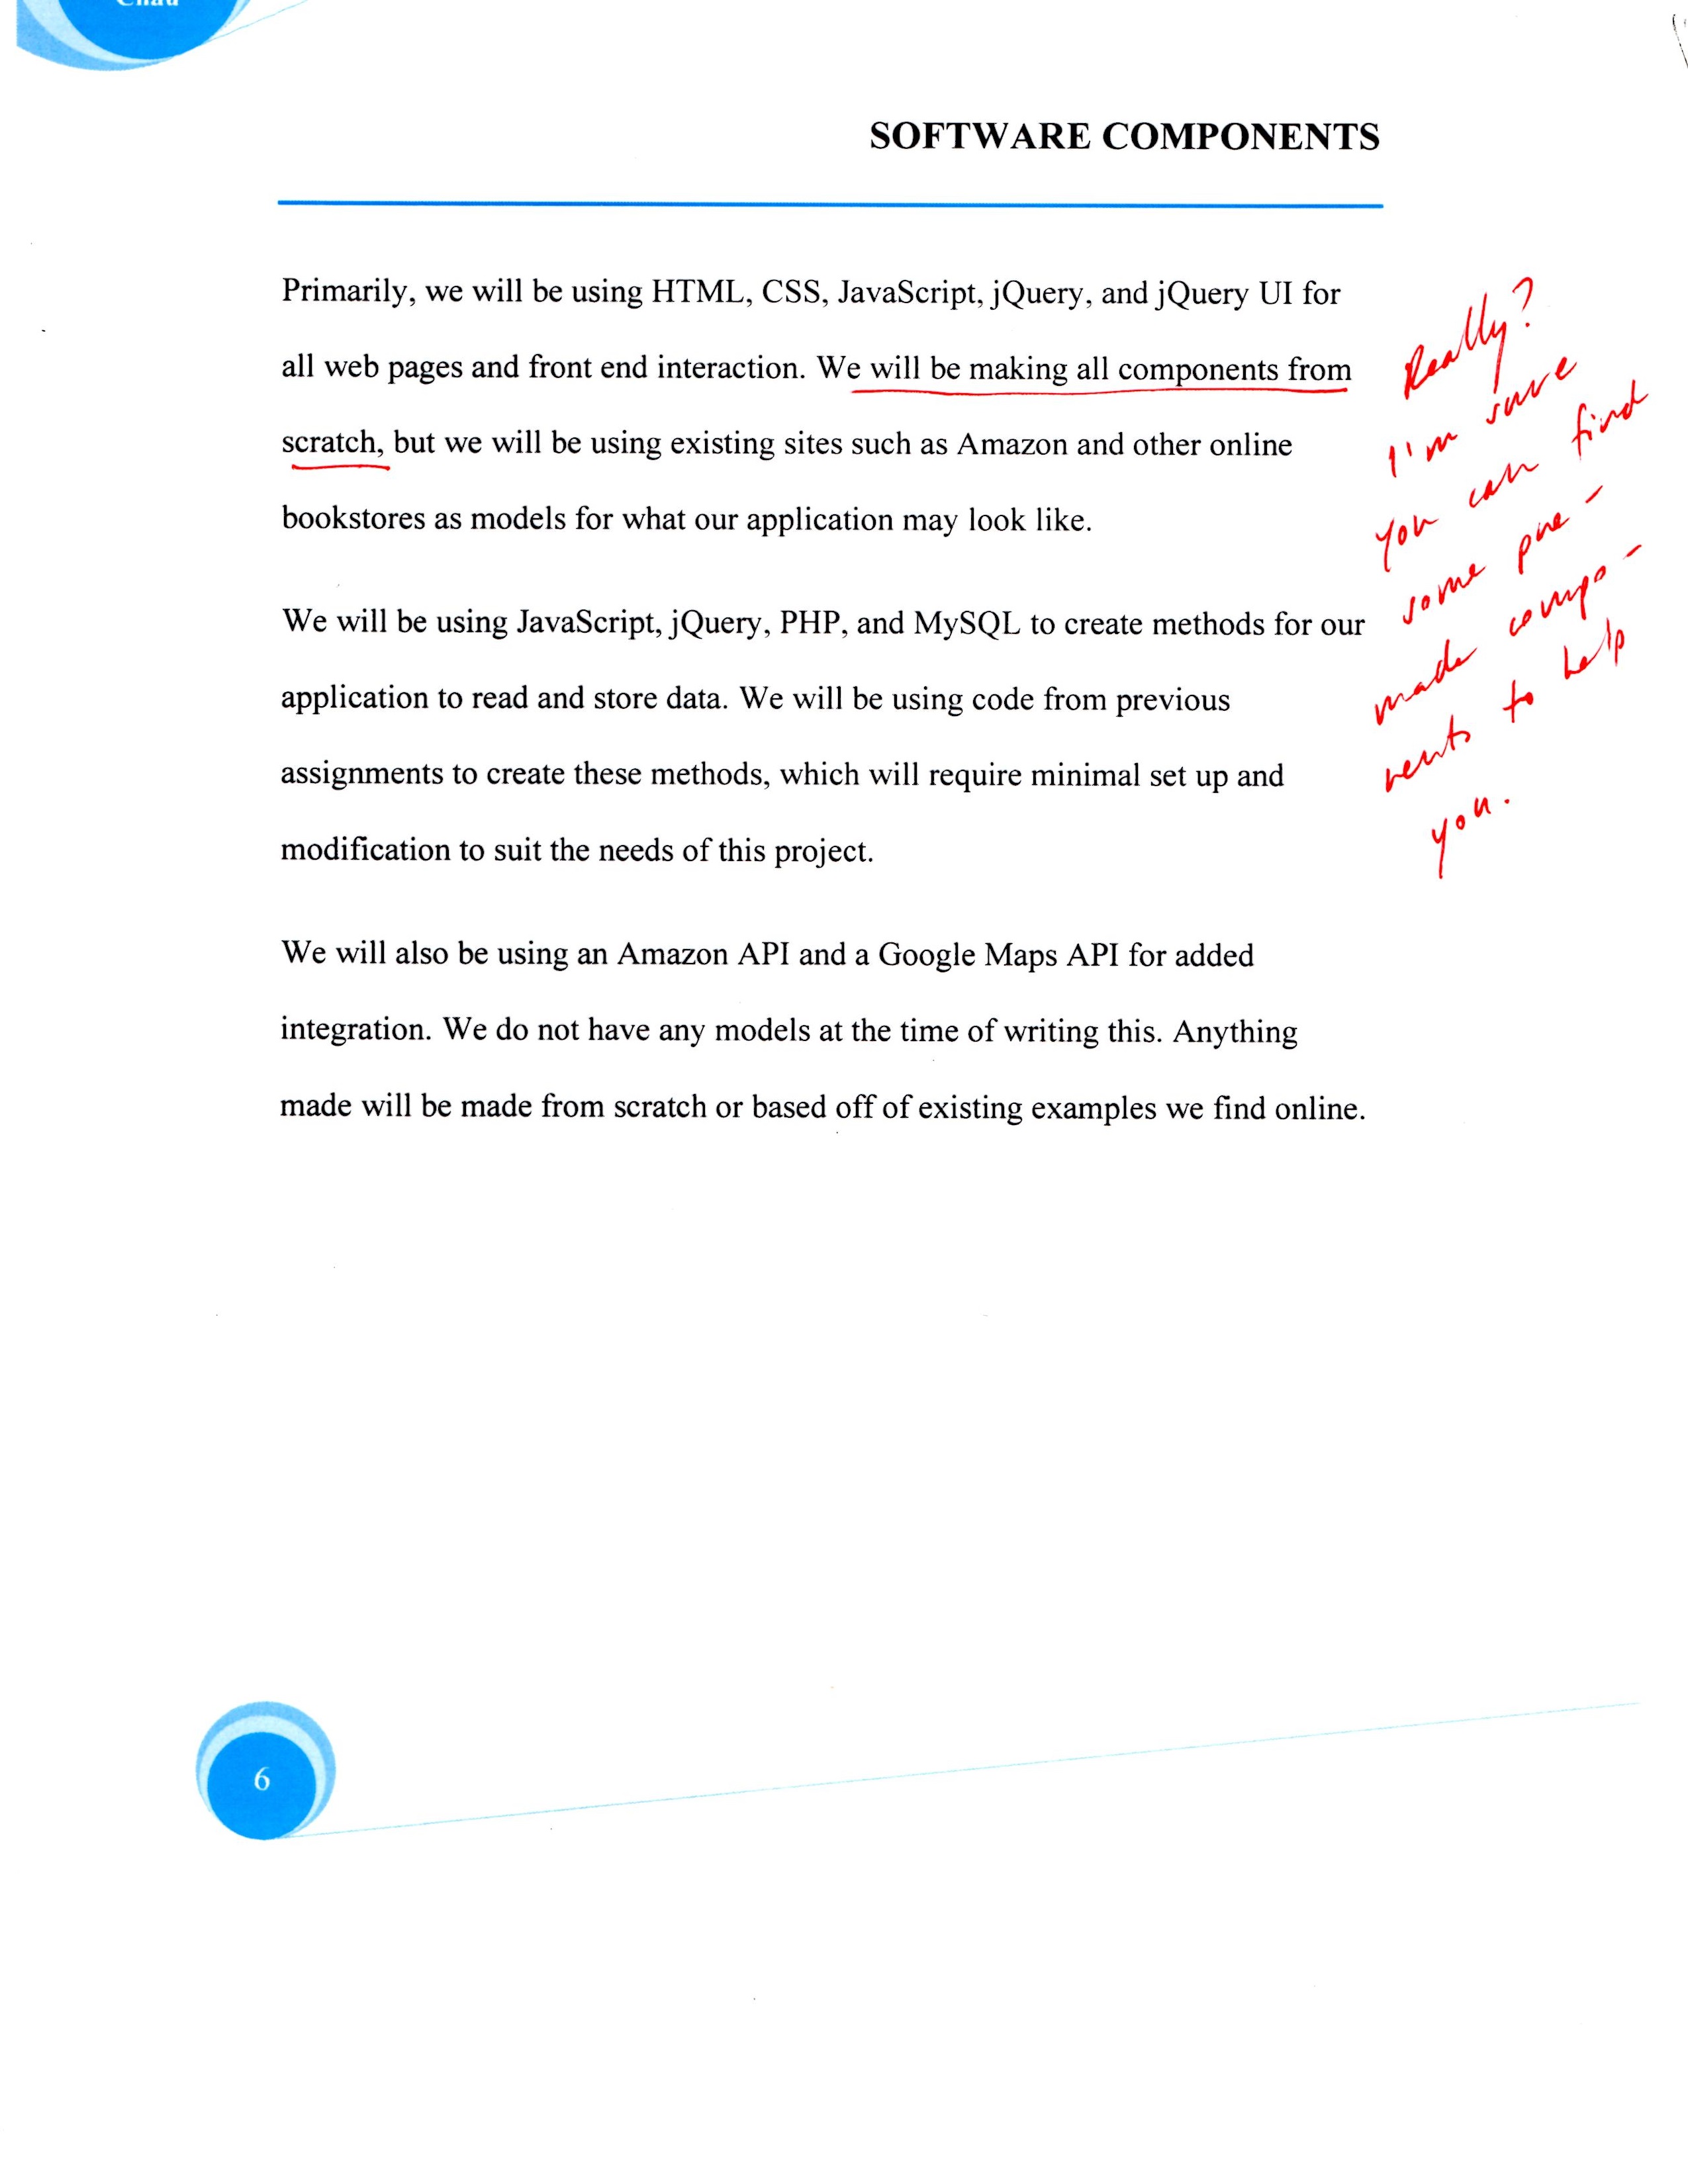 SOFTWARE COMPONENTS
Primarily, we will be using HTML, CSS, JavaScript, jQuery, and jQuery UI for
all web pages and front end interaction. We will be making all components from
scratch, but we will be using existing sites such as Amazon and other online
bookstores as models for what our application may look like.
We will be using JavaScript, jQuery, PHP, and MySQL to create methods for our
application to read and store data. We will be using code from previous
assignments to create these methods, which will require minimal set up and
modification to suit the needs of this project.
We will also be using an Amazon API and a Google Maps API for added
integration. We do not have any models at the time of writing this. Anything
made will be made from scratch or based off of existing examples we find online.
Really?
I'm sure
you can find
some pre-
made compo-
nents to help
you.
6